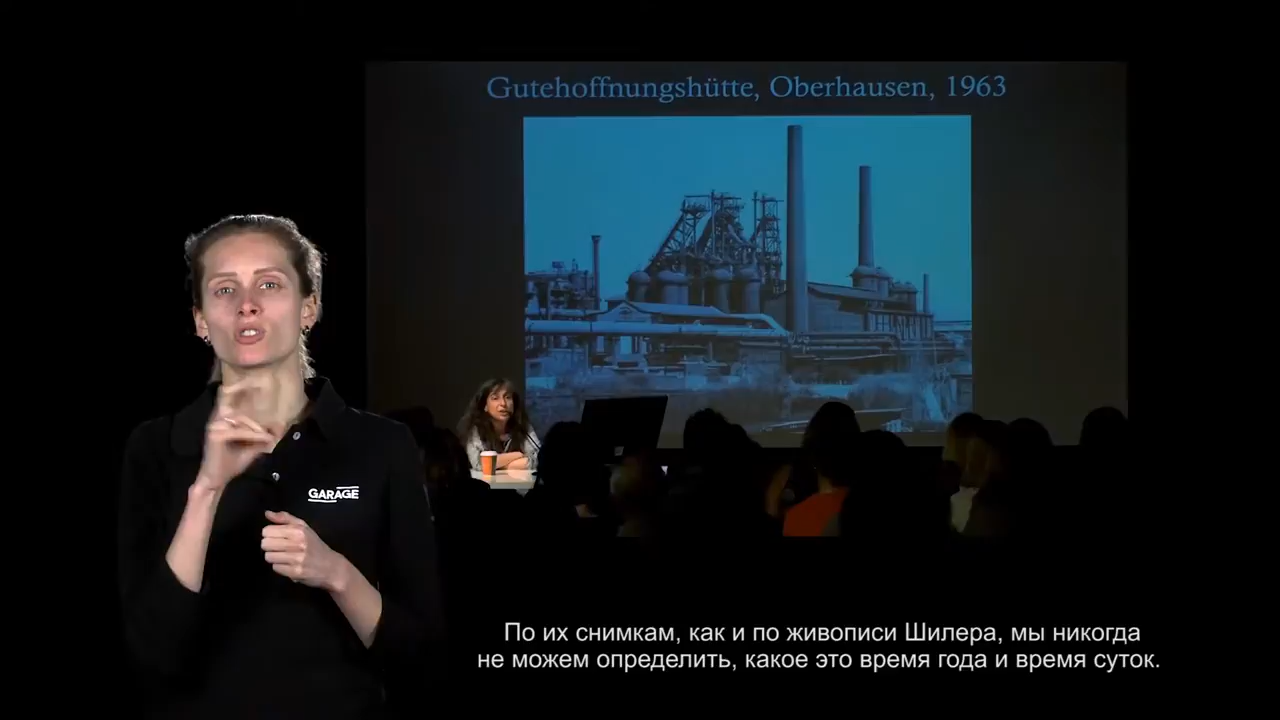 Gutehoffnungshütte, Oberhausen, 1963
GARAGE
По их снимкам, как и по живописи Шилера, мы никогда
не можем определить, какое это время года и время суток.